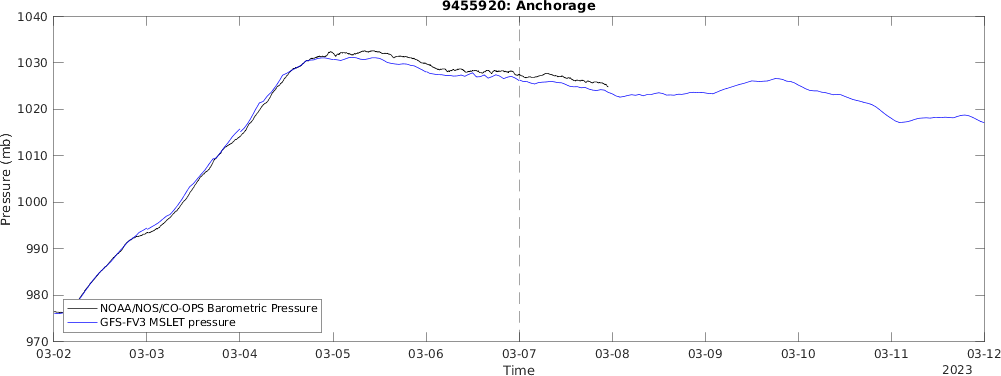 9455920: Anchorage
1040
1030
1020
1010
1000
990
980
970
Pressure (mb)
NOAA/NOS/CO-OPS Barometric Pressure
GFS-FV3 MSLET pressure
03-02 03-03 03-04 03-05 03-06 03-07 03-08 03-09 03-10 03-11 03-12
Time
2023